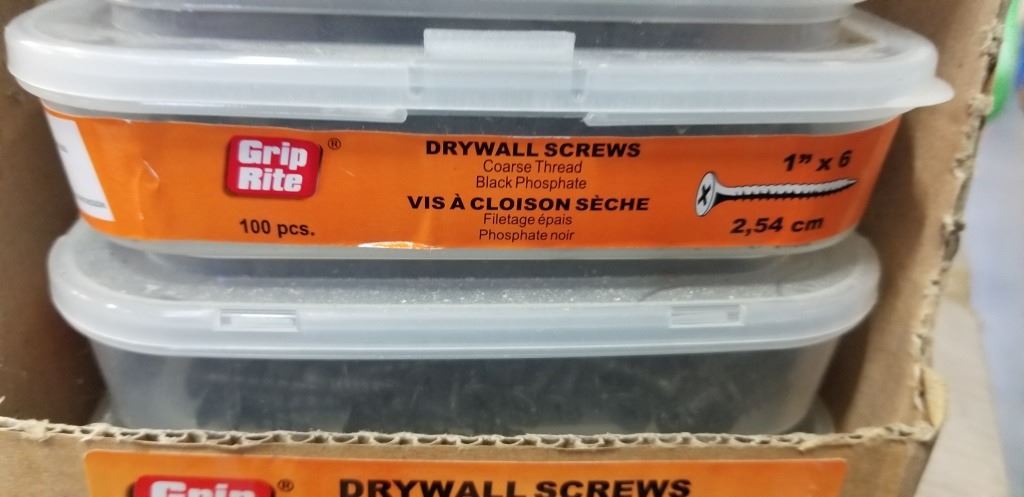 Grip Rite®
100 pcs.
DRYWALL SCREWS
Coarse Thread
Black Phosphate
VIS À CLOISON SÈCHE
Filetage épais
Phosphate noir
1" x 6
2,54 cm
Grip®
DRYWALL SCREWS